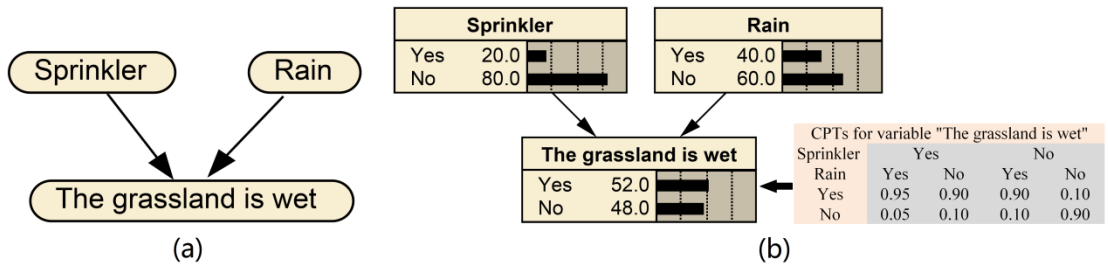 Sprinkler
Rain
The grassland is wet
(a)
Sprinkler
Yes 20.0
No 80.0
Rain
Yes 40.0
No 60.0
The grassland is wet
Yes 52.0
No 48.0
CPTs for variable "The grassland is wet"
Sprinkler Yes No
Rain Yes No Yes No
Yes 0.95 0.90 0.90 0.10
No 0.05 0.10 0.10 0.90
(b)